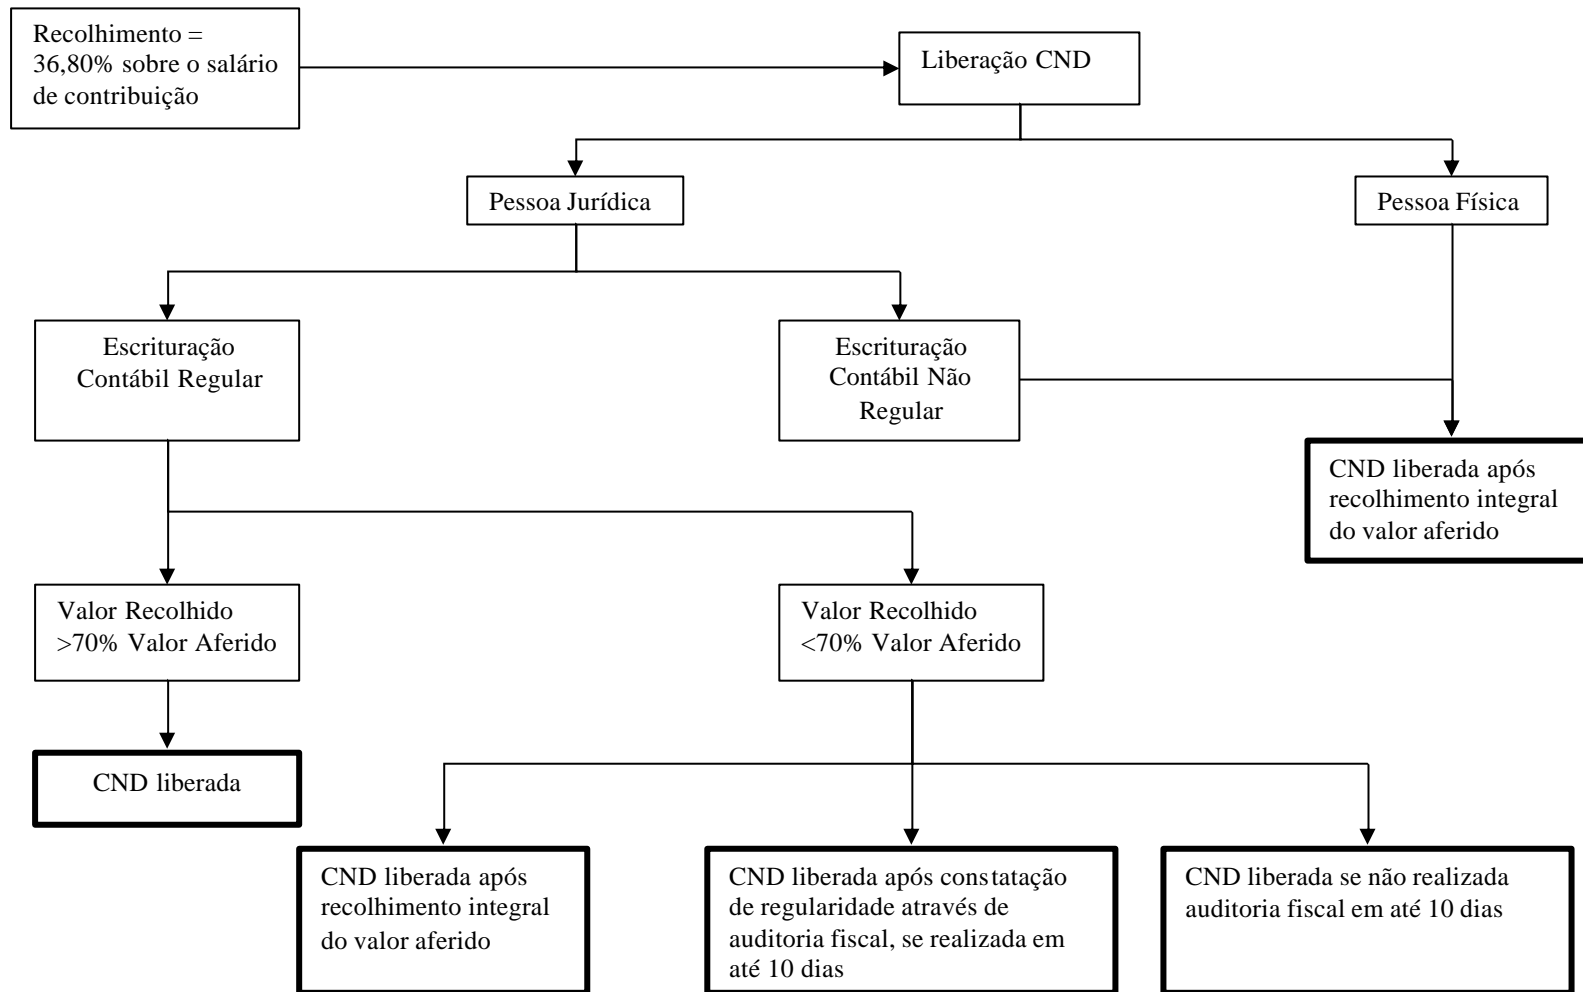 Recolhimento =
36,80% sobre o salário
de contribuição
Liberação CND
Pessoa Jurídica
Pessoa Física
Escrituração
Contábil Regular
Escrituração
Contábil Não
Regular
CND liberada após
recolhimento integral
do valor aferido
Valor Recolhido
>70% Valor Aferido
Valor Recolhido
<70% Valor Aferido
CND liberada
CND liberada após
recolhimento integral
do valor aferido
CND liberada após constatação
de regularidade através de
auditoria fiscal, se realizada em
até 10 dias
CND liberada se não realizada
auditoria fiscal em até 10 dias